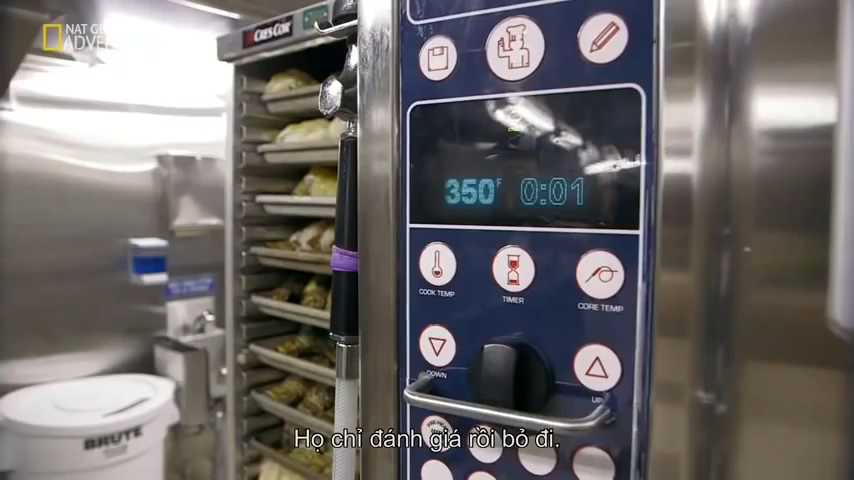 NAT GE
ADVE
CRES COR
350°F 0:01
COOK TEMP
TIMER
CORE TEMP
DOWN
UP
BRUTE
Họ chỉ đánh giá rồi bỏ đi.